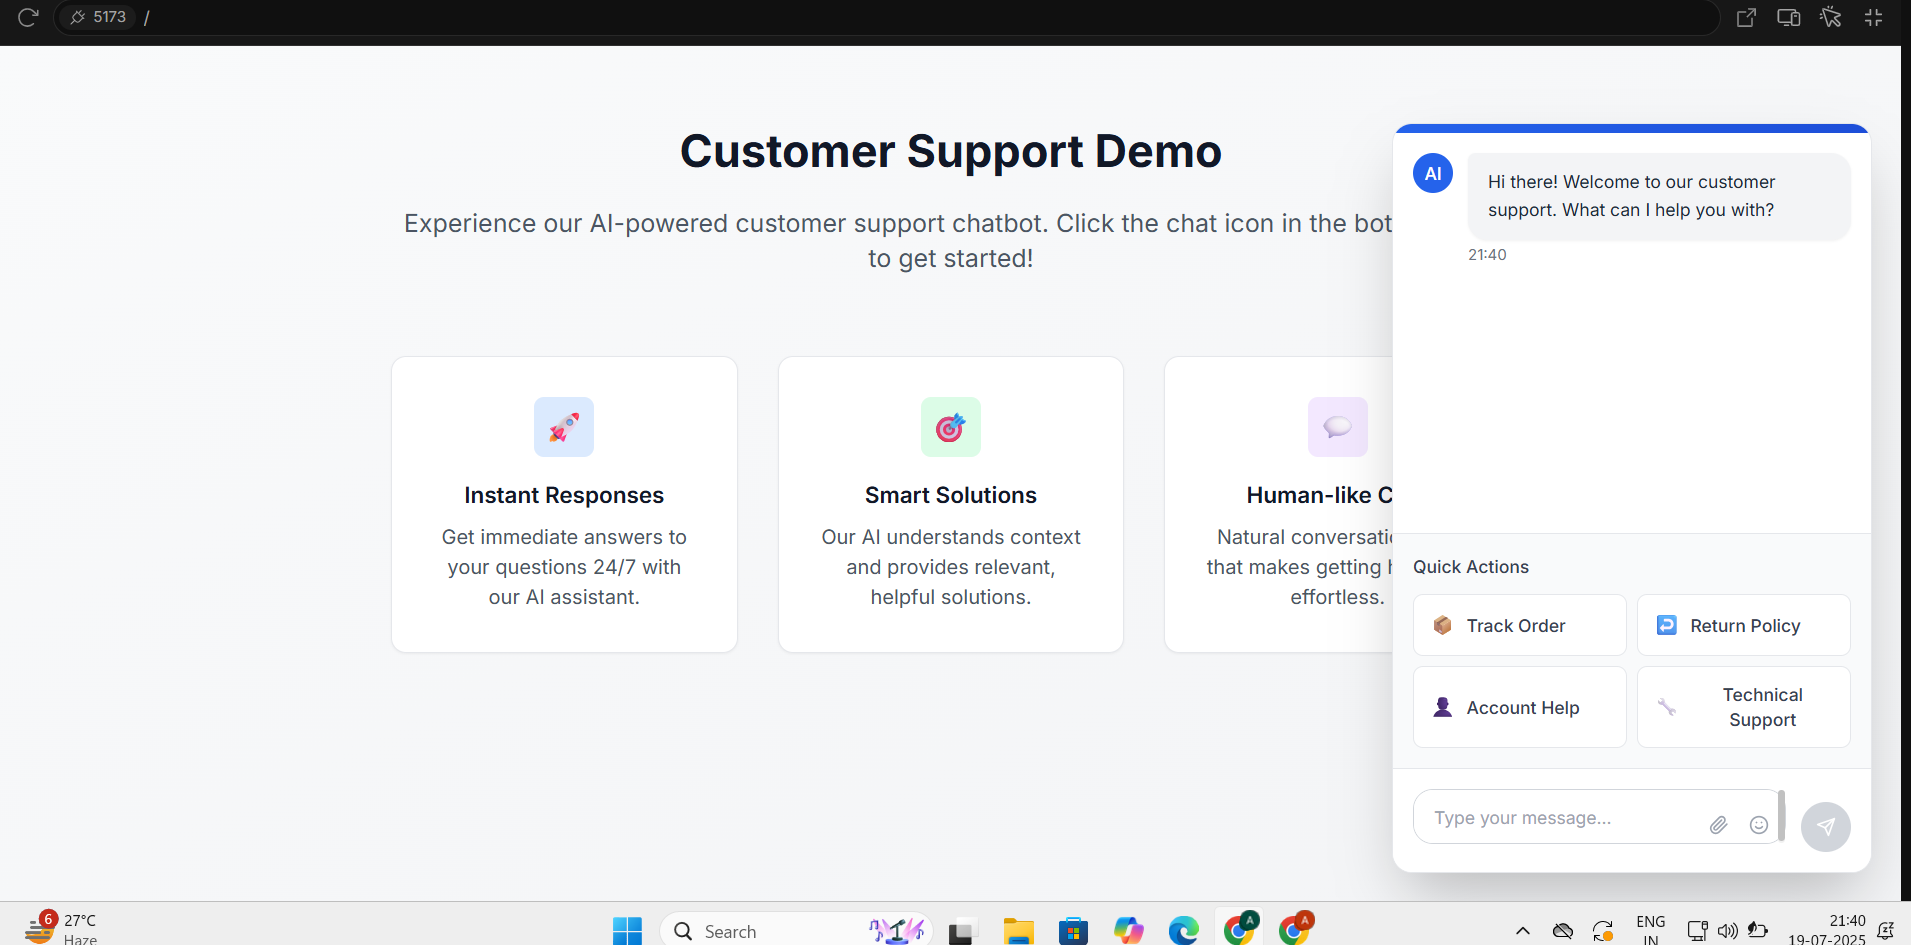 5173 /
Customer Support Demo
Experience our AI-powered customer support chatbot. Click the chat icon in the bot
to get started!
Instant Responses
Get immediate answers to
your questions 24/7 with
our AI assistant.
Smart Solutions
Our AI understands context
and provides relevant,
helpful solutions.
Human-like C
Natural conversati
that makes getting
effortless.
AI
Hi there! Welcome to our customer
support. What can I help you with?
21:40
Quick Actions
Track Order
Return Policy
Account Help
Technical
Support
Type your message...
6
27°C
Haze
Search
A
A
ENG
IN
21:40
19-07-2025